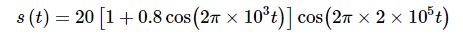 s (t) = 20 [1 + 0.8 cos(2π × 10³t)] cos(2π × 2 × 10⁵t)